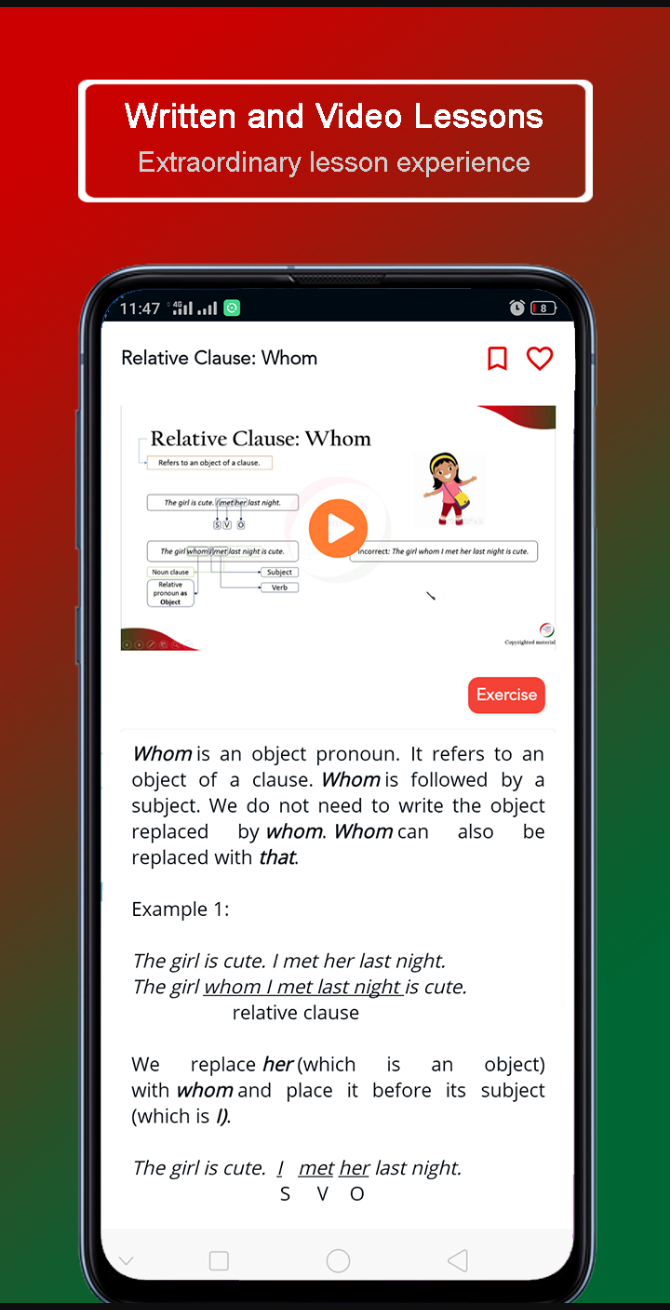 Written and Video Lessons
Extraordinary lesson experience
11:47 4G 8
Relative Clause: Whom
Relative Clause: Whom
Refers to an object of a clause.
The girl is cute. I met her last night.
S V O
The girl whom I met last night is cute.
Incorrect: The girl whom I met her last night is cute.
Noun clause
Subject
Relative
pronoun as
Object
Verb
Copyrighted material
Exercise
Whom is an object pronoun. It refers to an
object of a clause. Whom is followed by a
subject. We do not need to write the object
replaced by whom. Whom can also be
replaced with that.
Example 1:
The girl is cute. I met her last night.
The girl whom I met last night is cute.
relative clause
We replace her (which is an object)
with whom and place it before its subject
(which is I).
The girl is cute. I met her last night.
S V O